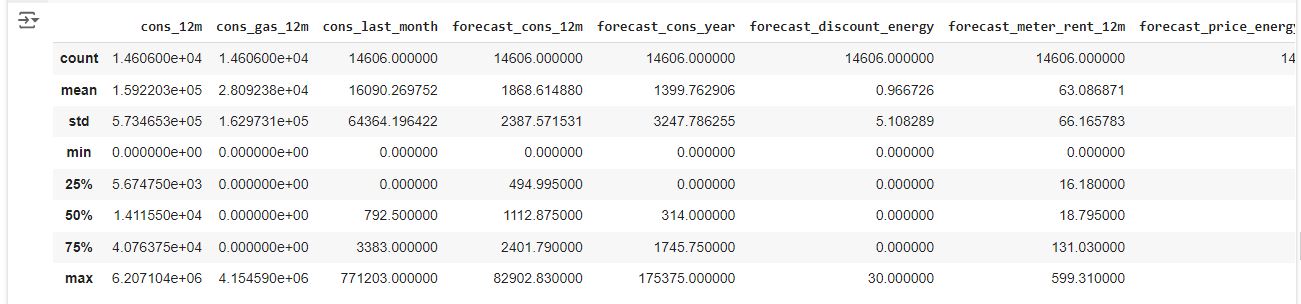 cons_12m cons_gas_12m cons_last_month forecast_cons_12m forecast_cons_year forecast_discount_energy forecast_meter_rent_12m forecast_price_energy
count 1.460600e+04 1.460600e+04 14606.000000 14606.000000 14606.000000 14606.000000 14606.000000 14
mean 1.592203e+05 2.809238e+04 16090.269752 1868.614880 1399.762906 0.966726 63.086871
std 5.734653e+05 1.629731e+05 64364.196422 2387.571531 3247.786255 5.108289 66.165783
min 0.000000e+00 0.000000e+00 0.000000 0.000000 0.000000 0.000000 0.000000
25% 5.674750e+03 0.000000e+00 0.000000 494.995000 0.000000 0.000000 16.180000
50% 1.411550e+04 0.000000e+00 792.500000 1112.875000 314.000000 0.000000 18.795000
75% 4.076375e+04 0.000000e+00 3383.000000 2401.790000 1745.750000 0.000000 131.030000
max 6.207104e+06 4.154590e+06 771203.000000 82902.830000 175375.000000 30.000000 599.310000